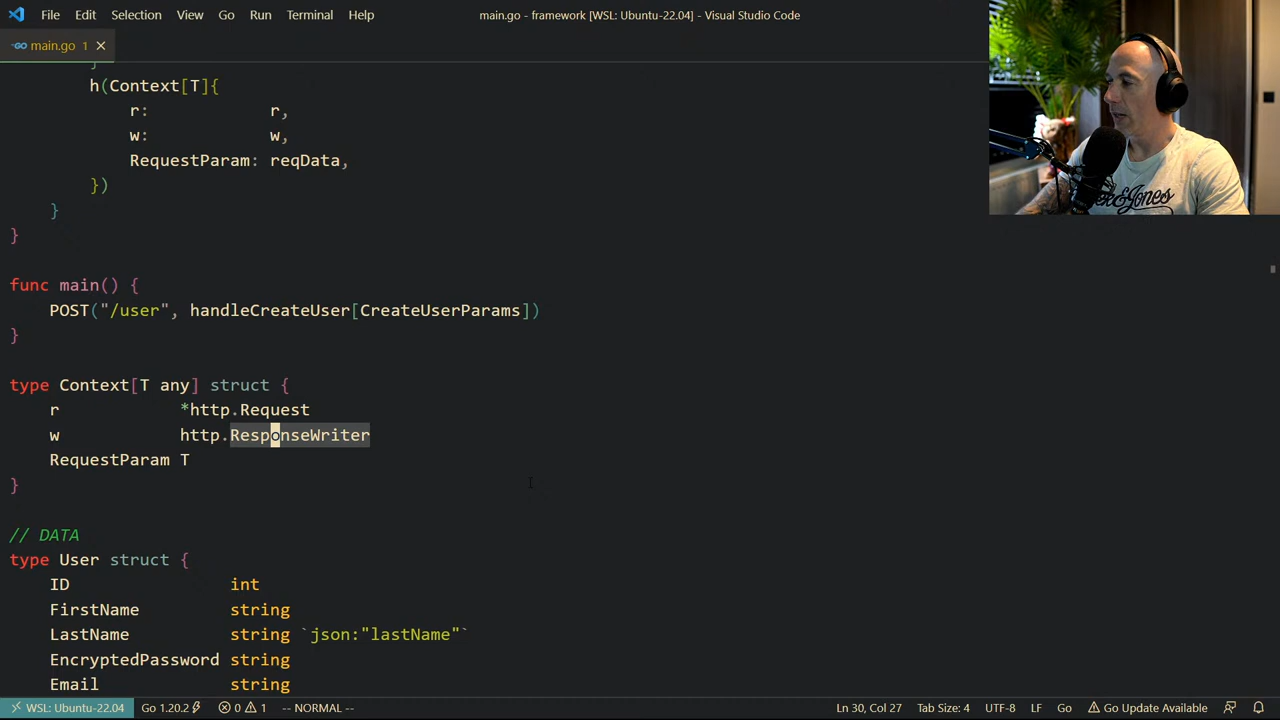 File Edit Selection View Go Run Terminal Help main.go - framework [WSL: Ubuntu-22.04] - Visual Studio Code
main.go 1
}
h(Context[T]{
r: r,
w: w,
RequestParam: reqData,
})
}
}
func main() {
POST("/user", handleCreateUser[CreateUserParams])
}
type Context[T any] struct {
r *http.Request
w http.ResponseWriter
RequestParam T
}
// DATA
type User struct {
ID int
FirstName string
LastName string `json:"lastName"`
EncryptedPassword string
Email string
WSL: Ubuntu-22.04 Go 1.20.2 0 1 -- NORMAL -- Ln 30, Col 27 Tab Size: 4 UTF-8 LF Go Go Update Available